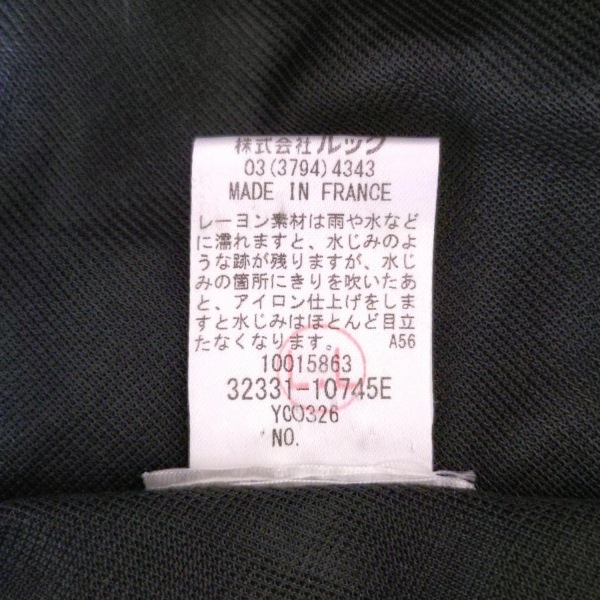 株式会社 ルック
03(3794)4343
MADE IN FRANCE
レーヨン素材は雨や水など
に濡れますと、水じみのよ
うな跡が残りますが、水じ
みの箇所にきりを吹いたあ
と、アイロン仕上げをしま
すと水じみはほとんど目立
たなくなります。 A56
10015863
32331-10745E
YC0326
NO.